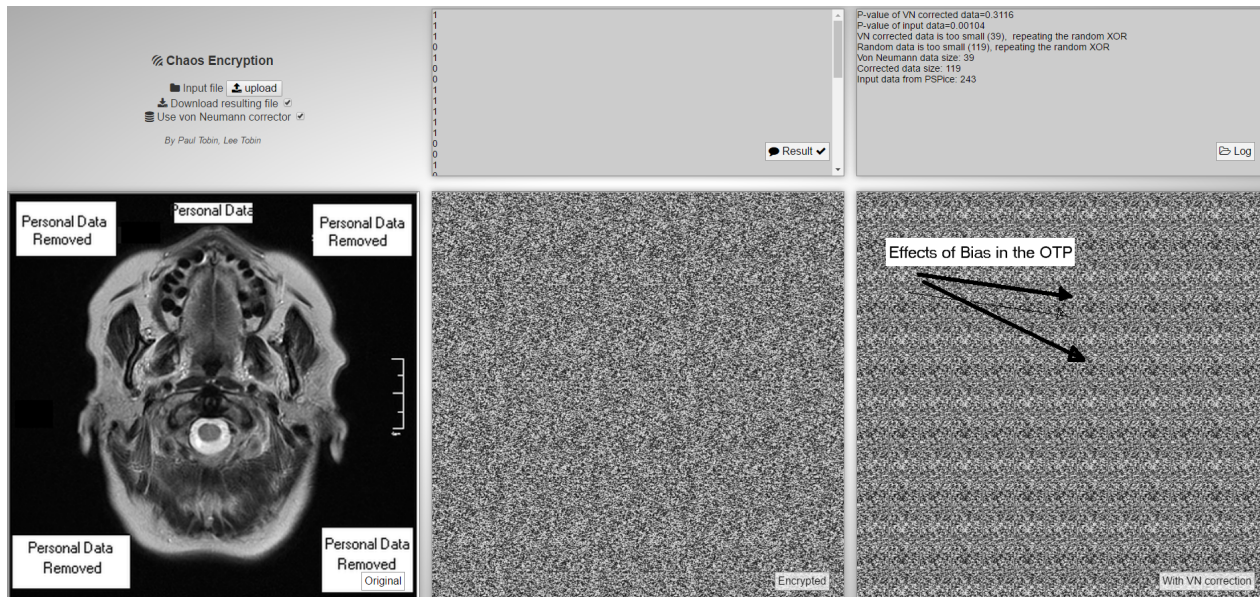 Chaos Encryption
Input file upload
Download resulting file
Use von Neumann corrector
By Paul Tobin, Lee Tobin
1
1
1
0
1
0
0
1
1
1
1
1
0
0
1
0
Result
P-value of VN corrected data=0.3116
P-value of input data=0.00104
VN corrected data is too small (39), repeating the random XOR
Random data is too small (119), repeating the random XOR
Von Neumann data size: 39
Corrected data size: 119
Input data from PSPice: 243
Log
Personal Data
Removed
Personal Data
Personal Data
Removed
Personal Data
Removed
Personal Data
Removed
Original
Encrypted
Effects of Bias in the OTP
With VN correction